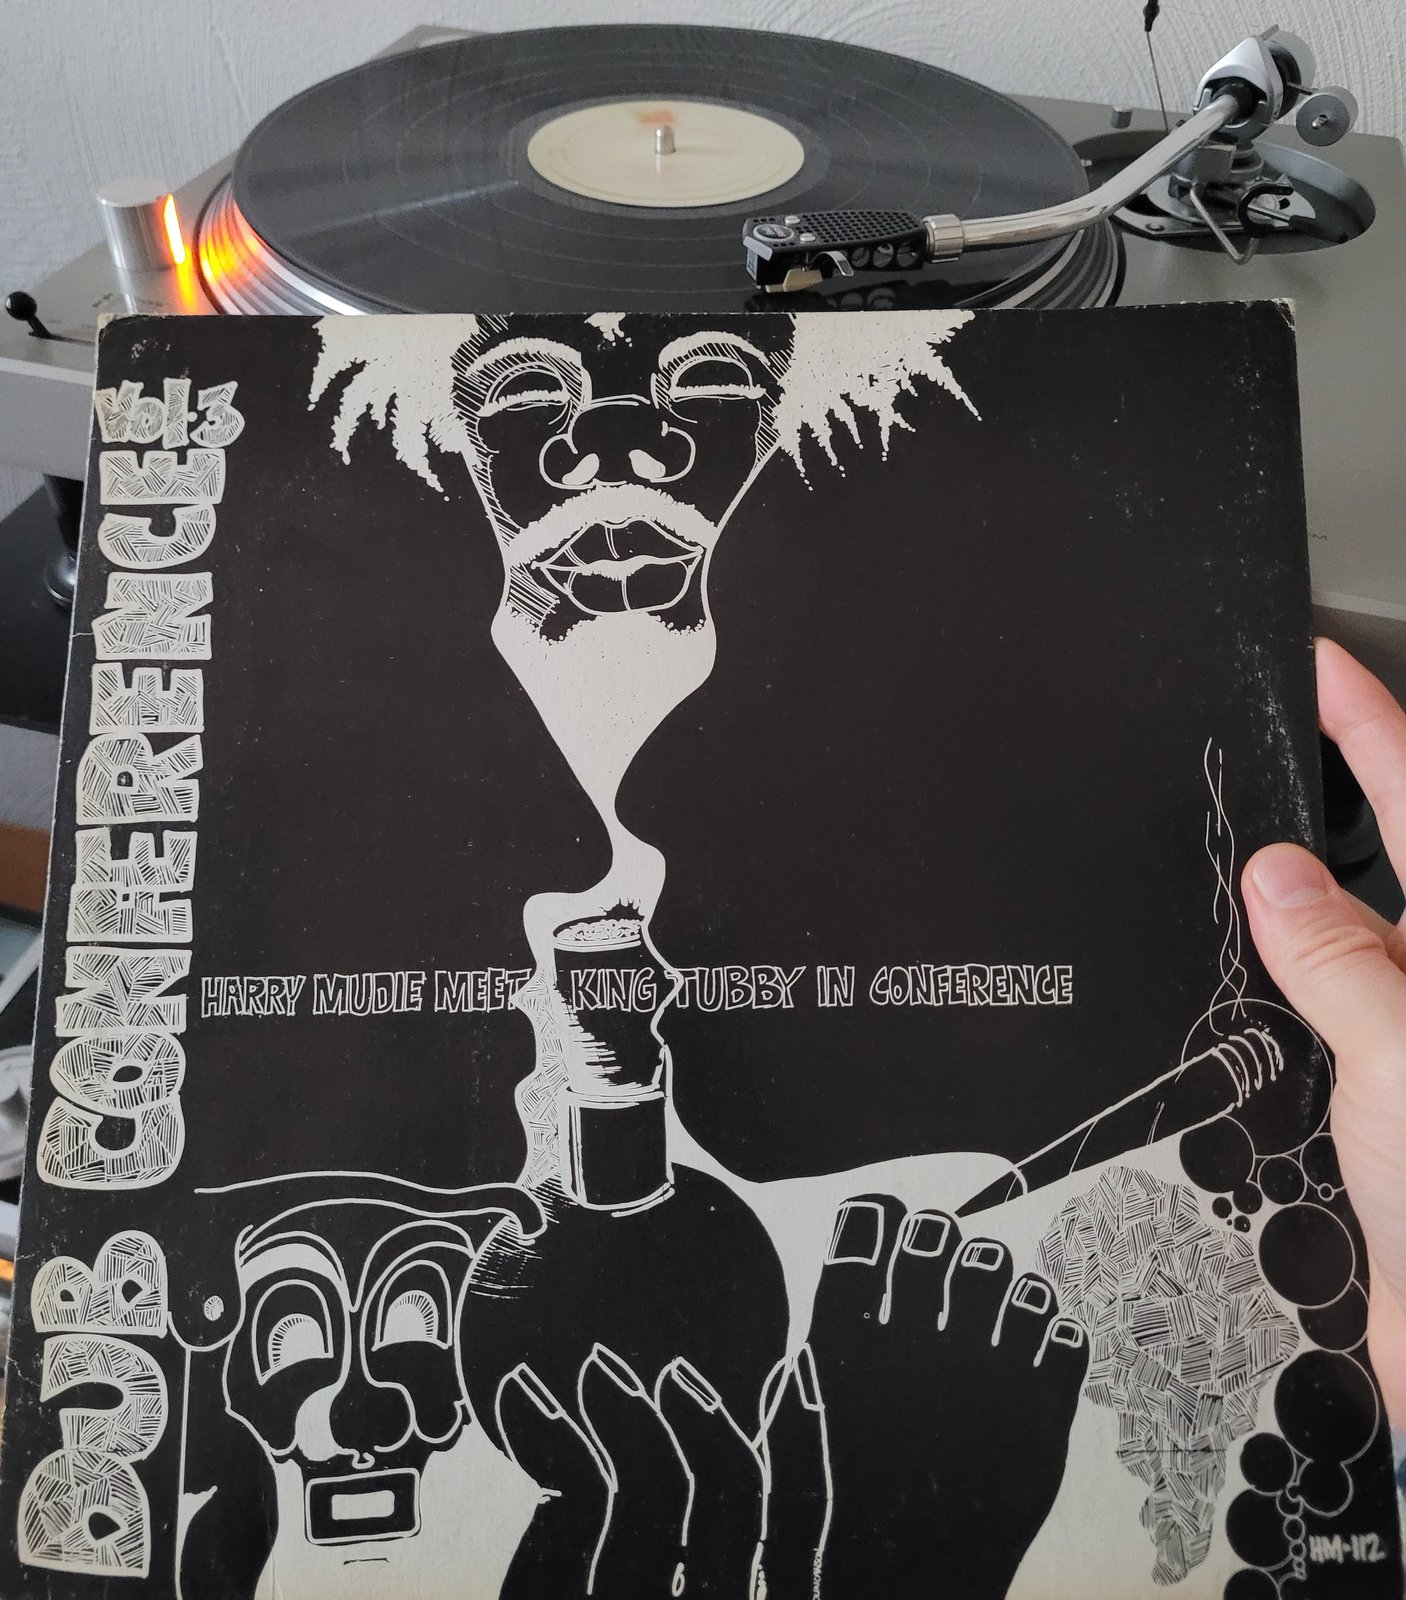 DUB CONFERENCE Vol.3
HARRY MUDIE MEET KING TUBBY IN CONFERENCE
HM-112